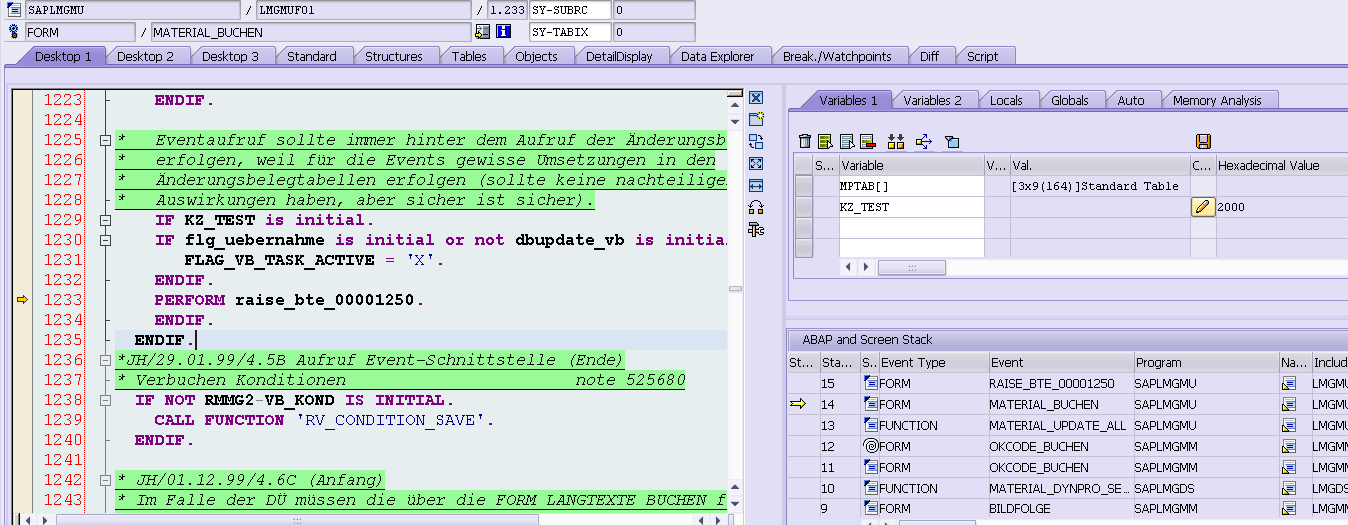 SAPLMGMU / LMGMUF01 / 1.233 SY-SUBRC 0
FORM / MATERIAL_BUCHEN SY-TABIX 0
Desktop 1 Desktop 2 Desktop 3 Standard Structures Tables Objects DetailDisplay Data Explorer Break./Watchpoints Diff Script
1223 ENDIF.
1224
1225 * Eventaufruf sollte immer hinter dem Aufruf der Änderungsb
1226 * erfolgen, weil für die Events gewisse Umsetzungen in den
1227 * Änderungsbelegtabellen erfolgen (sollte keine nachteilige
1228 * Auswirkungen haben, aber sicher ist sicher).
1229 IF KZ_TEST is initial.
1230 IF flg_uebernahme is initial or not dbupdate_vb is initia
1231 FLAG_VB_TASK_ACTIVE = 'X'.
1232 ENDIF.
1233 PERFORM raise_bte_00001250.
1234 ENDIF.
1235 ENDIF.
1236 *JH/29.01.99/4.5B Aufruf Event-Schnittstelle (Ende)
1237 * Verbuchen Konditionen note 525680
1238 IF NOT RMMG2-VB_KOND IS INITIAL.
1239 CALL FUNCTION 'RV_CONDITION_SAVE'.
1240 ENDIF.
1241
1242 * JH/01.12.99/4.6C (Anfang)
1243 * Im Falle der DÜ müssen die über die FORM LANGTEXTE BUCHEN f
Variables 1 Variables 2 Locals Globals Auto Memory Analysis
S... Variable V... Val. C... Hexadecimal Value
MPTAB[] [3x9(164)]Standard Table
KZ_TEST 2000
ABAP and Screen Stack
St... Sta... S.. Event Type Event Program Na... Includ
15 FORM RAISE_BTE_00001250 SAPLMGMU LMGMU
14 FORM MATERIAL_BUCHEN SAPLMGMU LMGMU
13 FUNCTION MATERIAL_UPDATE_ALL SAPLMGMU LMGMU
12 FORM OKCODE_BUCHEN SAPLMGMM LMGMM
11 FORM OKCODE_BUCHEN SAPLMGMM LMGMM
10 FUNCTION MATERIAL_DYNPRO_SE... SAPLMGDS LMGDS
9 FORM BILDFOLGE SAPLMGMM LMGMM